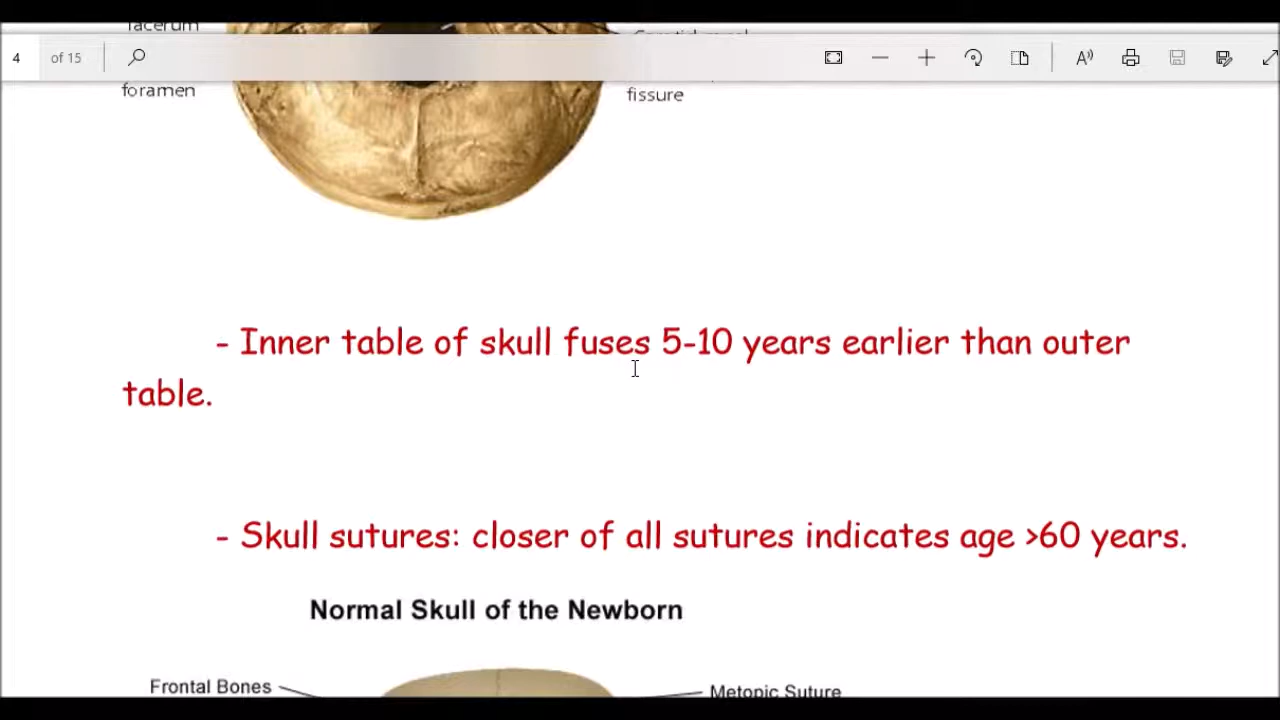 lacerum
4 of 15
foramen
fissure
- Inner table of skull fuses 5-10 years earlier than outer
table.
- Skull sutures: closer of all sutures indicates age >60 years.
Normal Skull of the Newborn
Frontal Bones
Metopic Suture